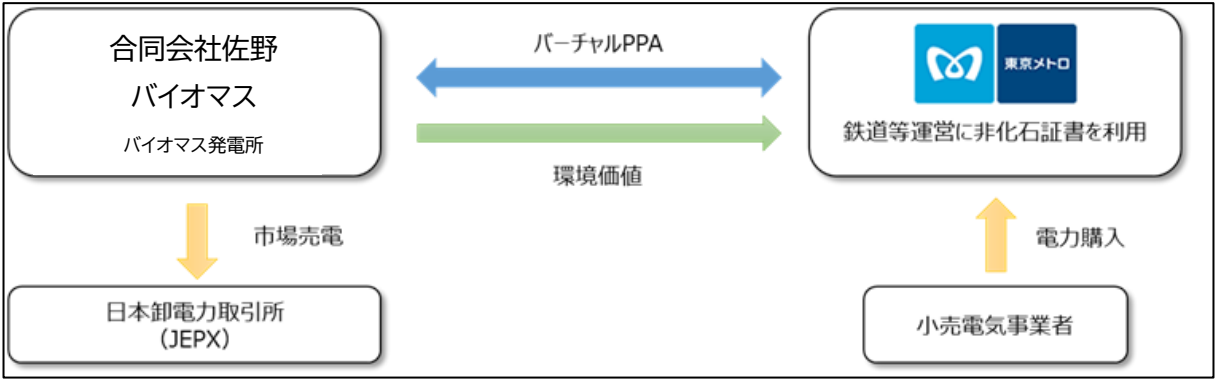 合同会社佐野
バイオマス
バイオマス発電所
バーチャルPPA
環境価値
東京メトロ
鉄道等運営に非化石証書を利用
市場売電
電力購入
日本卸電力取引所
（JEPX）
小売電気事業者